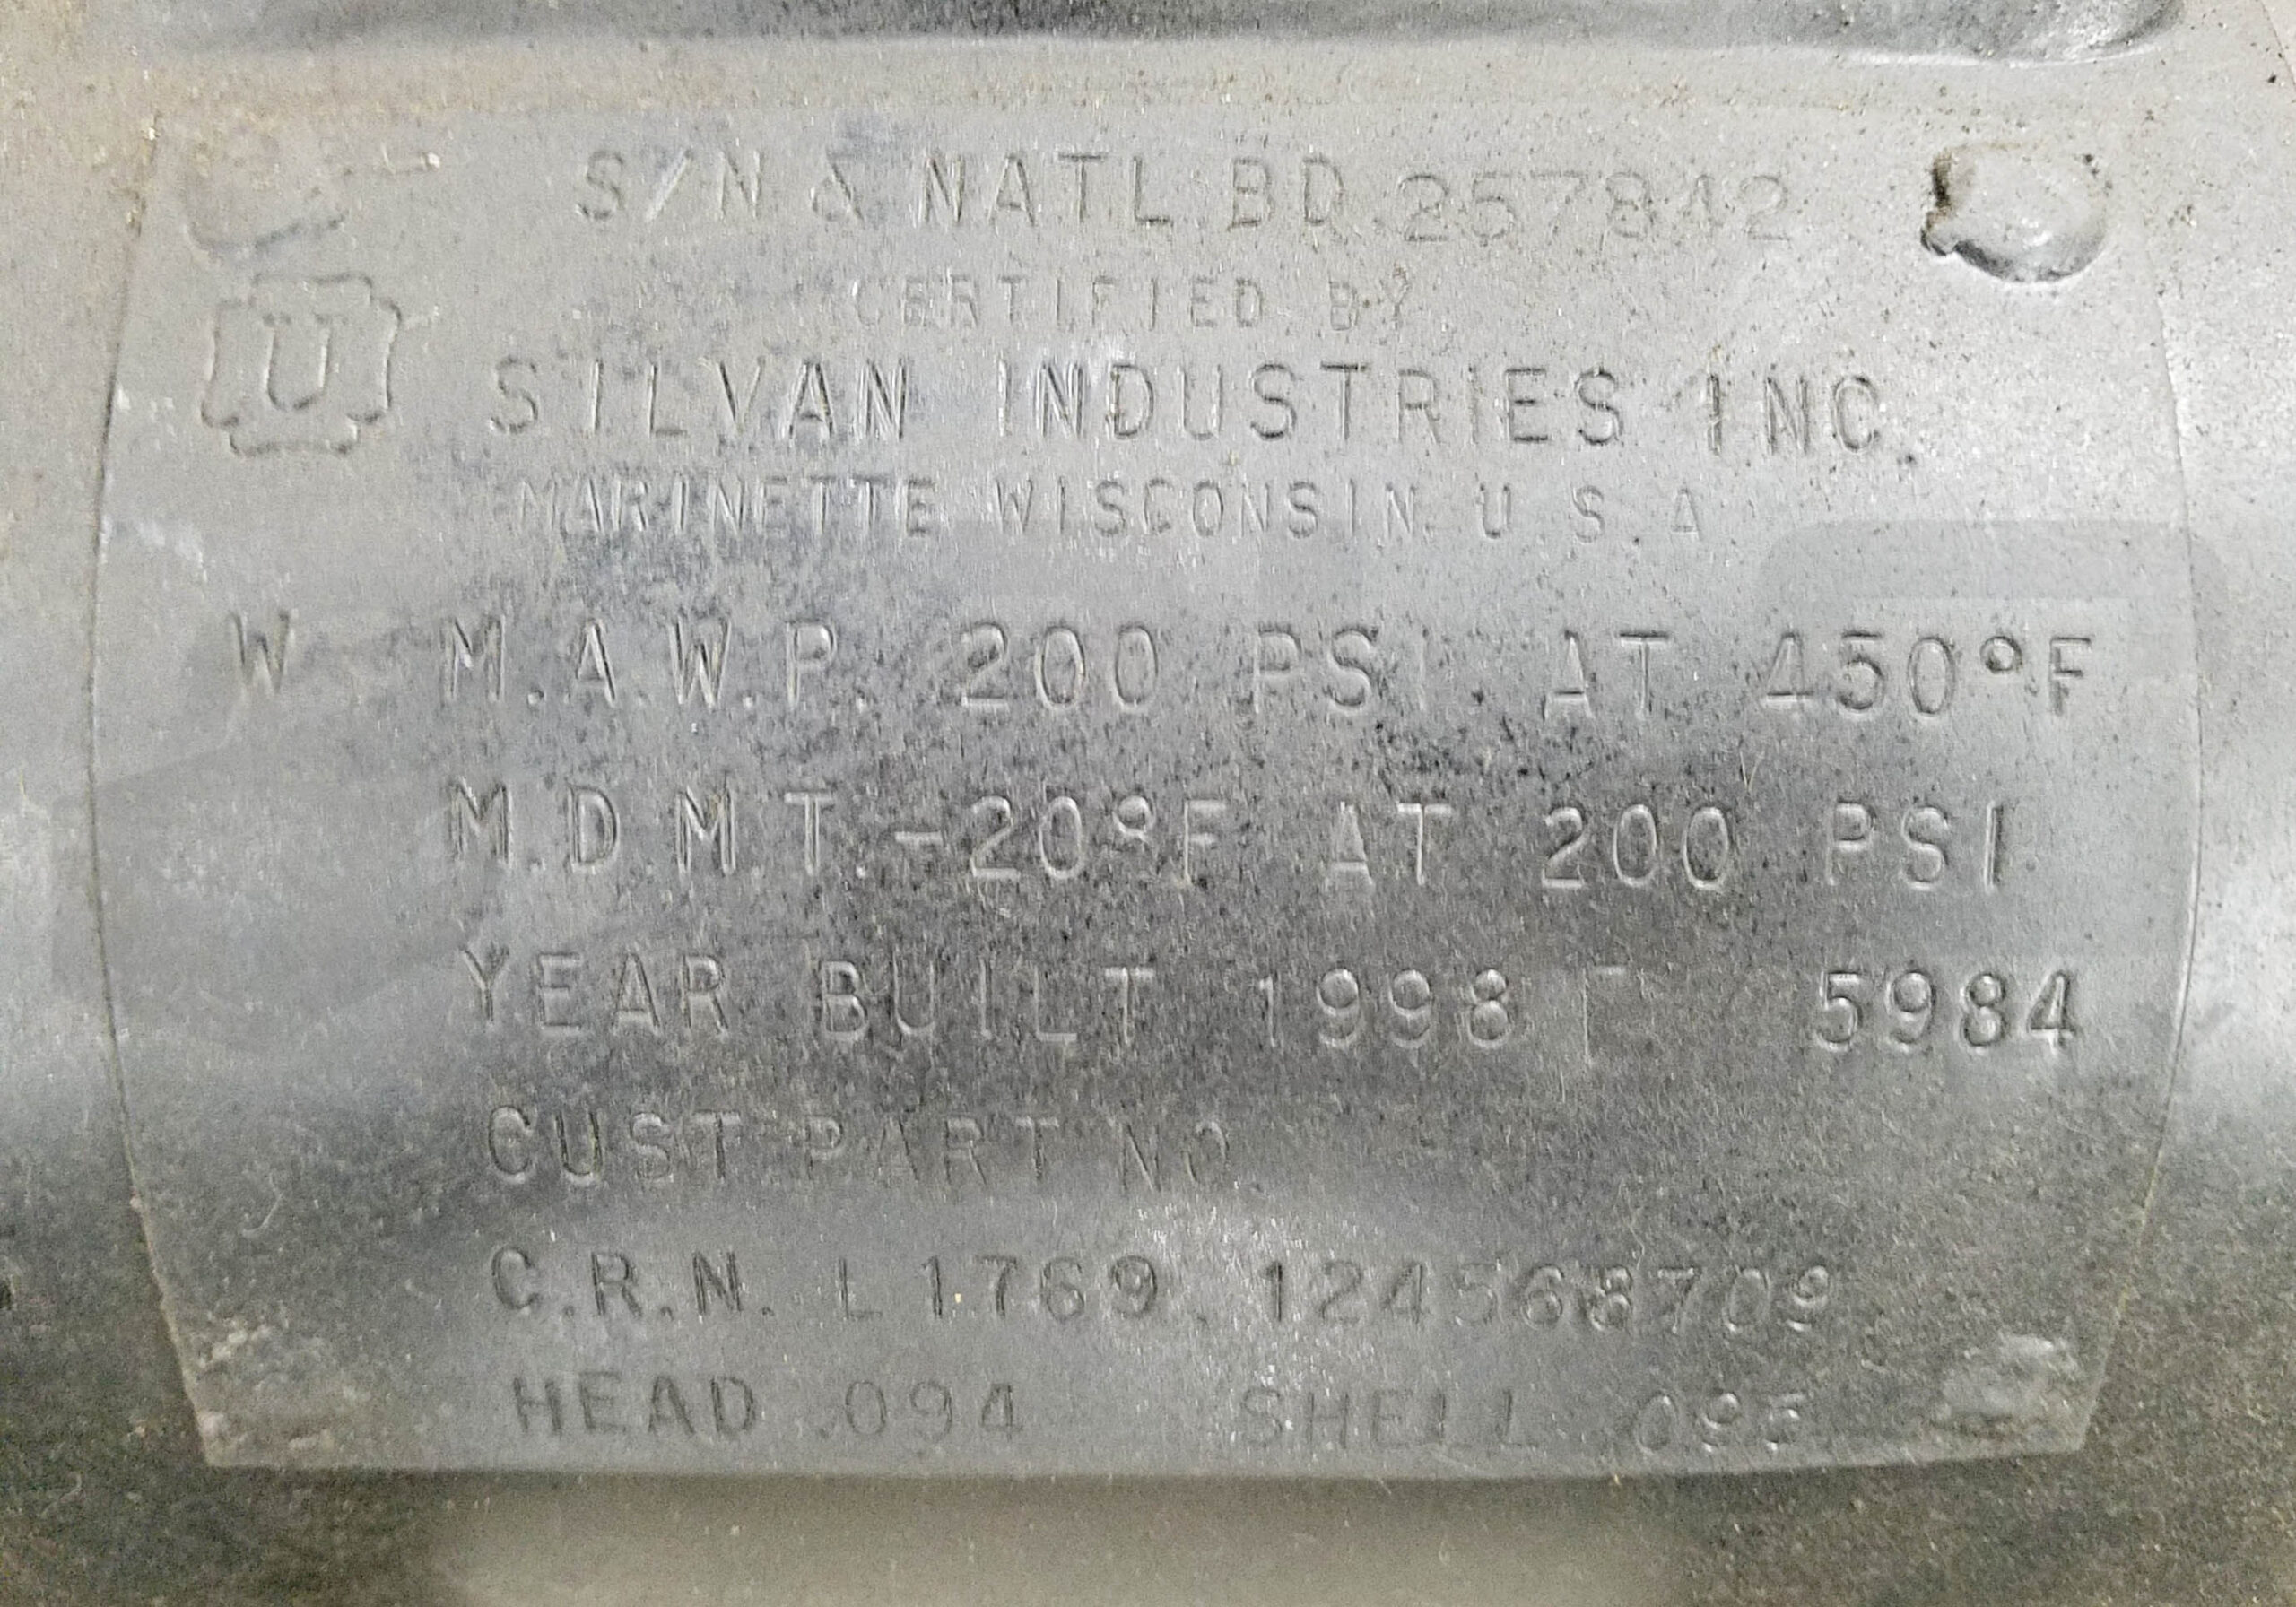 S/N & NATL BD. 257842
U
CERTIFIED BY
SILVAN INDUSTRIES INC.
MARINETTE WISCONSIN U.S.A
W M.A.W.P. 200 PSI. AT 450°F
M.D.M.T. -20°F AT 200 PSI
YEAR BUILT 1998 5984
CUST PART NO.
C.R.N. L1769.124568709
HEAD .094 SHELL